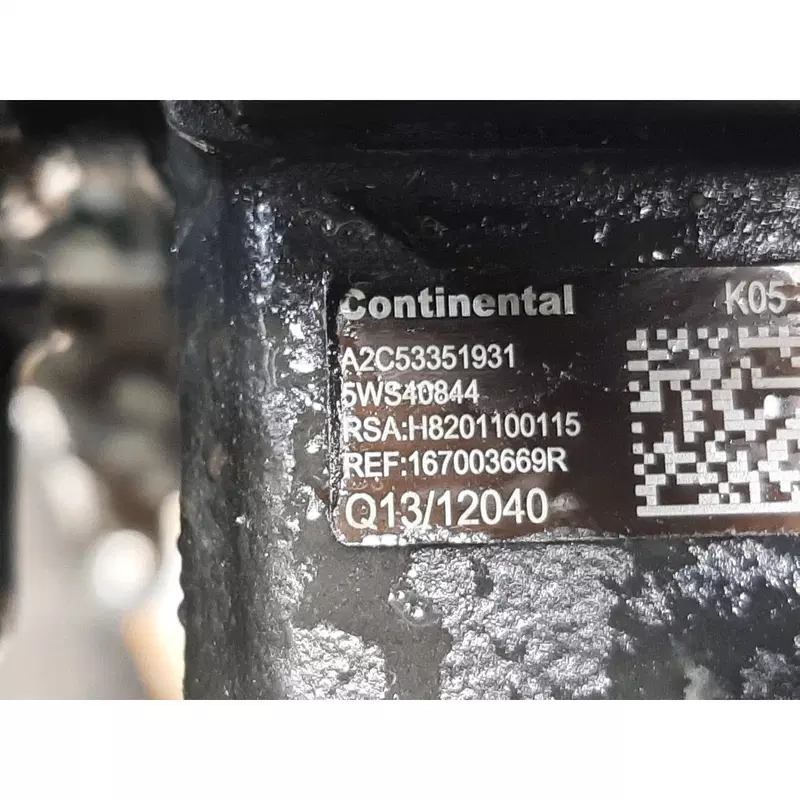 Continental K05
A2C53351931
5WS40844
RSA:H8201100115
REF:167003669R
Q13/12040